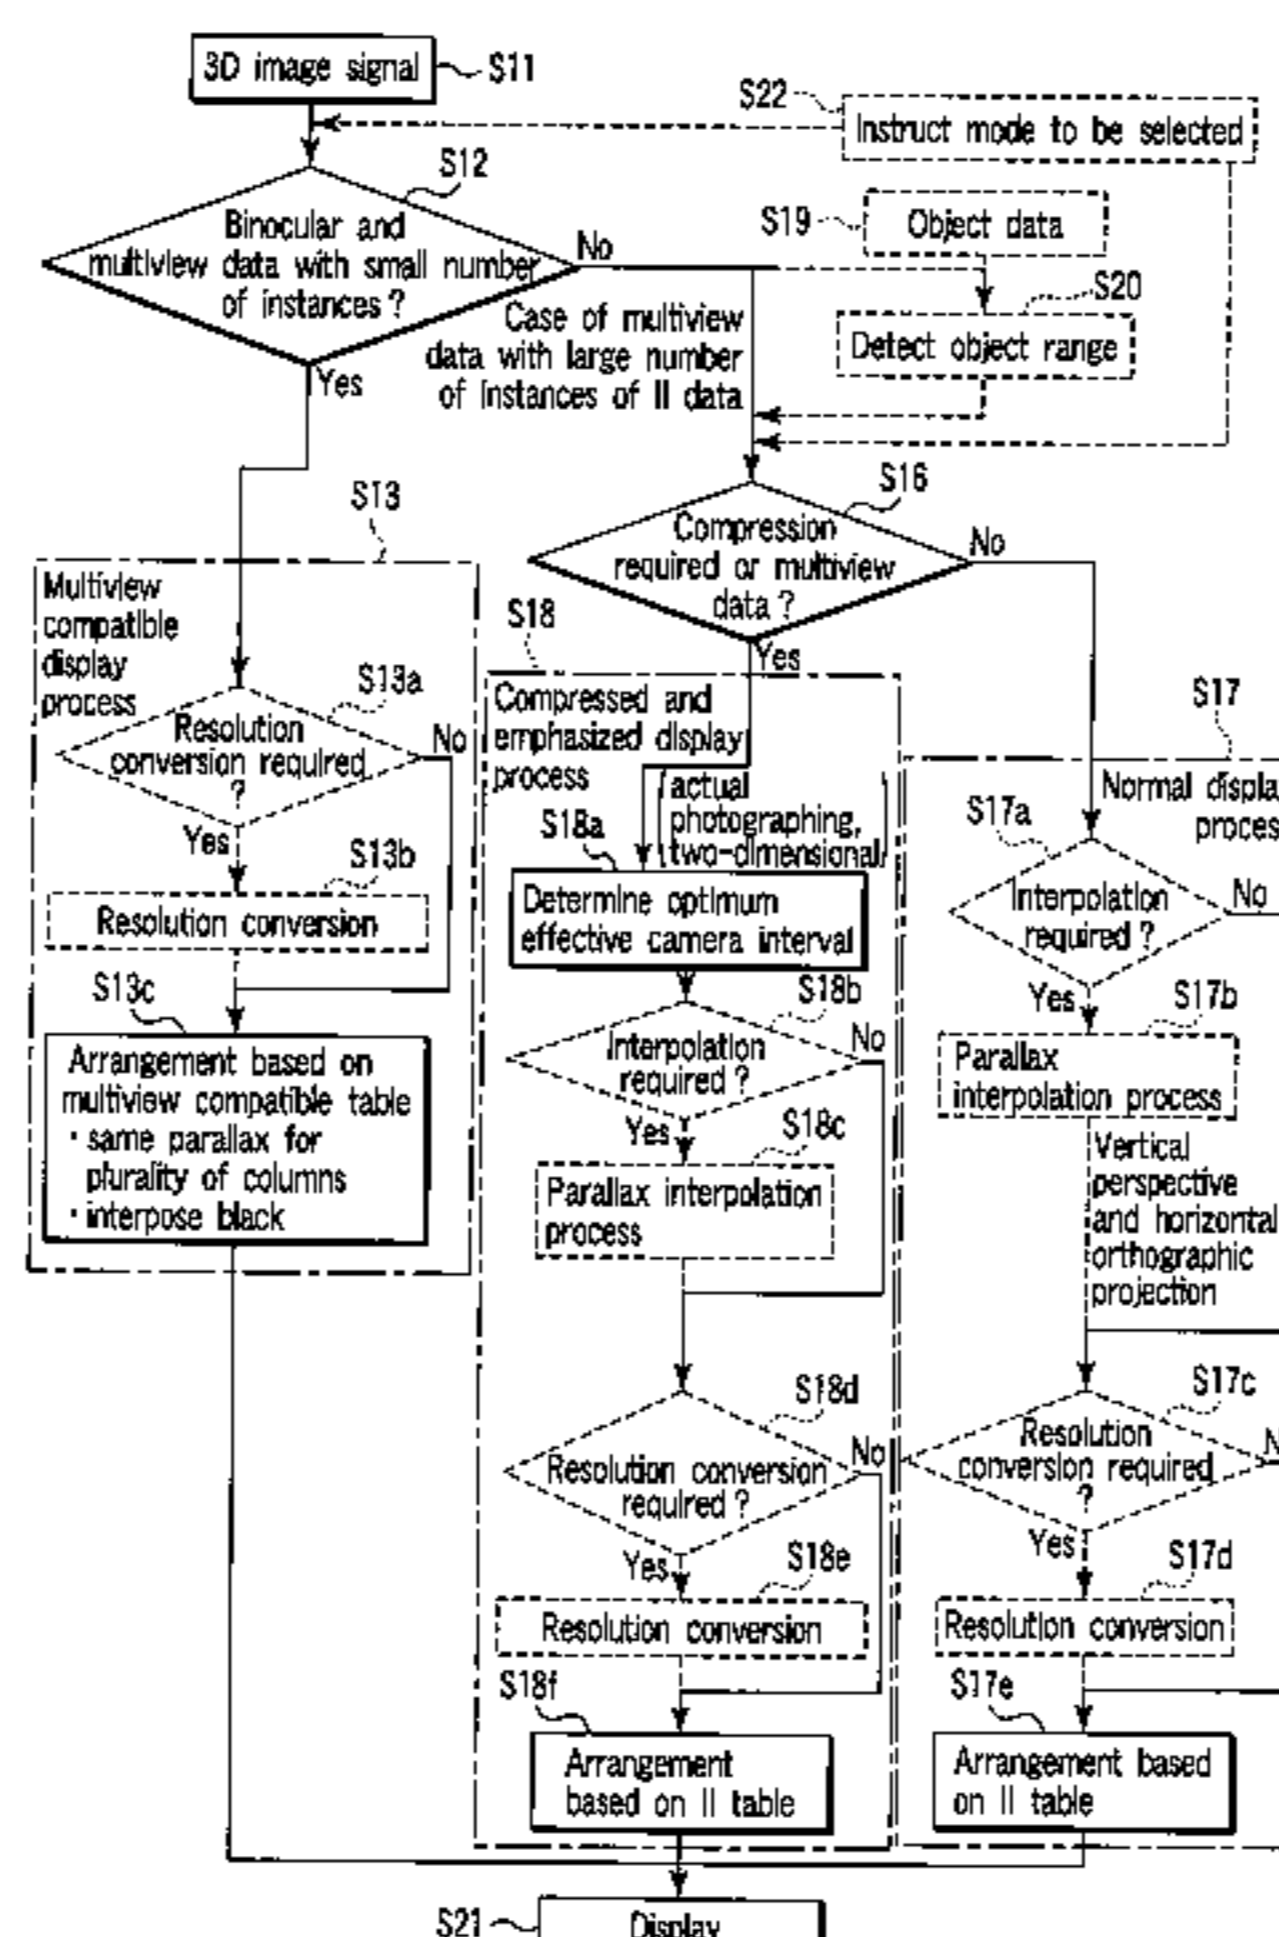 3D image signal
S11
S22
Instruct mode to be selected
S12
Binocular and
multiview data with small number
of instances ?
No
Yes
S19
Object data
S20
Detect object range
Case of multiview
data with large number
of instances of II data
S16
Compression
required or multiview
data ?
No
Yes
S13
Multiview
compatible
display
process
S13a
Resolution
conversion required
?
No
Yes
S13b
Resolution conversion
S13c
Arrangement based on
multiview compatible table
· same parallax for
plurality of columns
· interpose black
S18
Compressed and
emphasized display
process
(actual
photographing,
two-dimensional)
S18a
Determine optimum
effective camera interval
S18b
Interpolation
required ?
No
Yes
S18c
Parallax interpolation
process
S18d
Resolution conversion
required ?
No
Yes
S18e
Resolution conversion
S18f
Arrangement
based on II table
S17
Normal displa
proces
S17a
Interpolation
required ?
No
Yes
S17b
Parallax
interpolation process
Vertical
perspective
and horizontal
orthographic
projection
S17c
Resolution
conversion required
?
N
Yes
S17d
Resolution conversion
S17e
Arrangement based
on II table
S21
Display